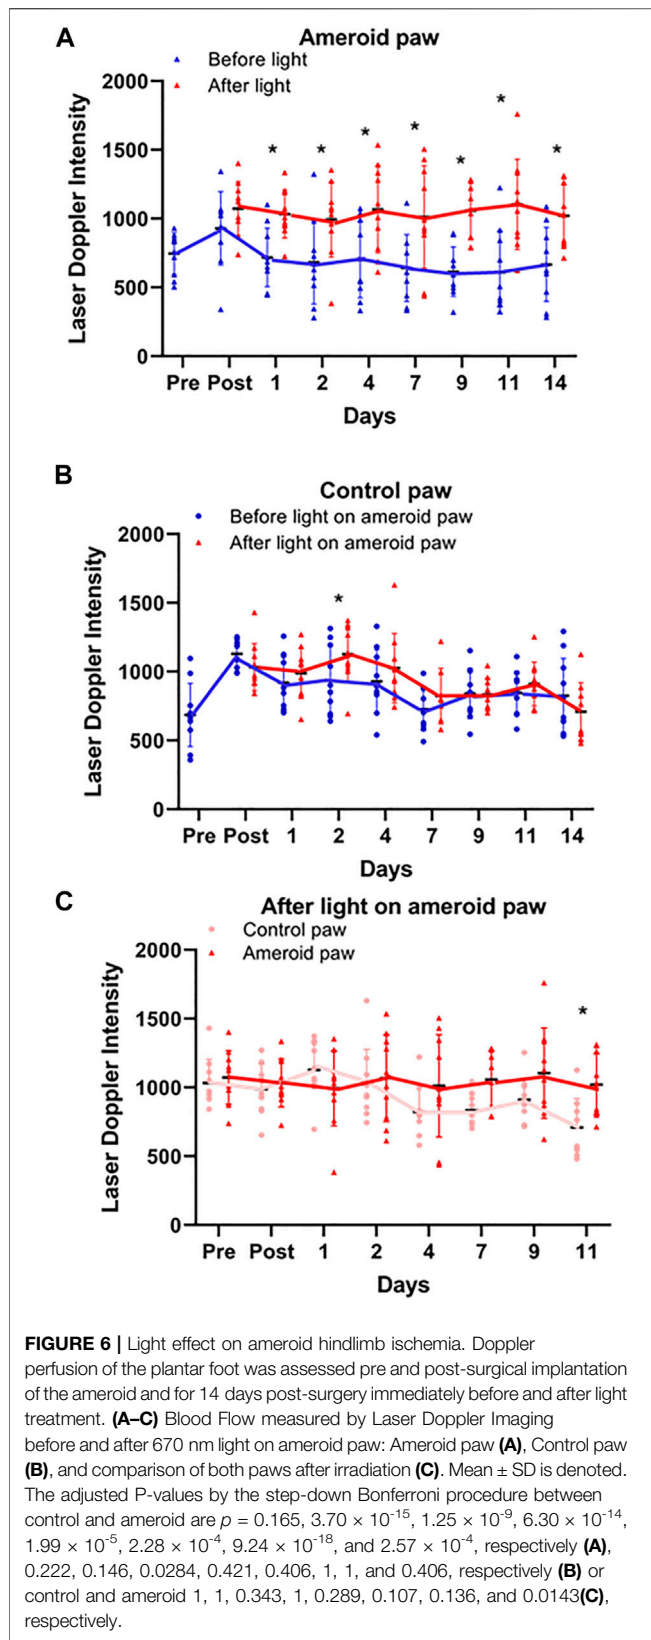 A
Ameroid paw
Before light
After light
Laser Doppler Intensity
2000
1500
1000
500
0
* * * * * * *
Pre Post 1 2 4 7 9 11 14
Days
B
Control paw
Before light on ameroid paw
After light on ameroid paw
Laser Doppler Intensity
2000
1500
1000
500
0
*
Pre Post 1 2 4 7 9 11 14
Days
C
After light on ameroid paw
Control paw
Ameroid paw
Laser Doppler Intensity
2000
1500
1000
500
0
*
Pre Post 1 2 4 7 9 11
Days
FIGURE 6 | Light effect on ameroid hindlimb ischemia. Doppler
perfusion of the plantar foot was assessed pre and post-surgical implantation
of the ameroid and for 14 days post-surgery immediately before and after light
treatment. (A–C) Blood Flow measured by Laser Doppler Imaging
before and after 670 nm light on ameroid paw: Ameroid paw (A), Control paw
(B), and comparison of both paws after irradiation (C). Mean ± SD is denoted.
The adjusted P-values by the step-down Bonferroni procedure between
control and ameroid are p = 0.165, 3.70 × 10⁻¹⁵, 1.25 × 10⁻⁹, 6.30 × 10⁻¹⁴,
1.99 × 10⁻⁵, 2.28 × 10⁻⁴, 9.24 × 10⁻¹⁸, and 2.57 × 10⁻⁴, respectively (A),
0.222, 0.146, 0.0284, 0.421, 0.406, 1, 1, and 0.406, respectively (B) or
control and ameroid 1, 1, 0.343, 1, 0.289, 0.107, 0.136, and 0.0143(C),
respectively.